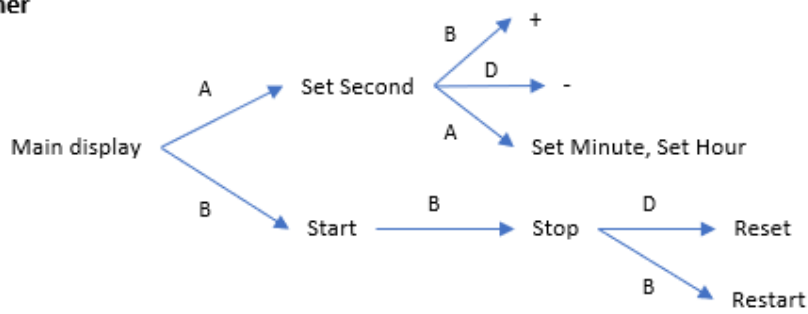 B +
A Set Second D -
Main display A Set Minute, Set Hour
B Start B Stop D Reset
B Restart